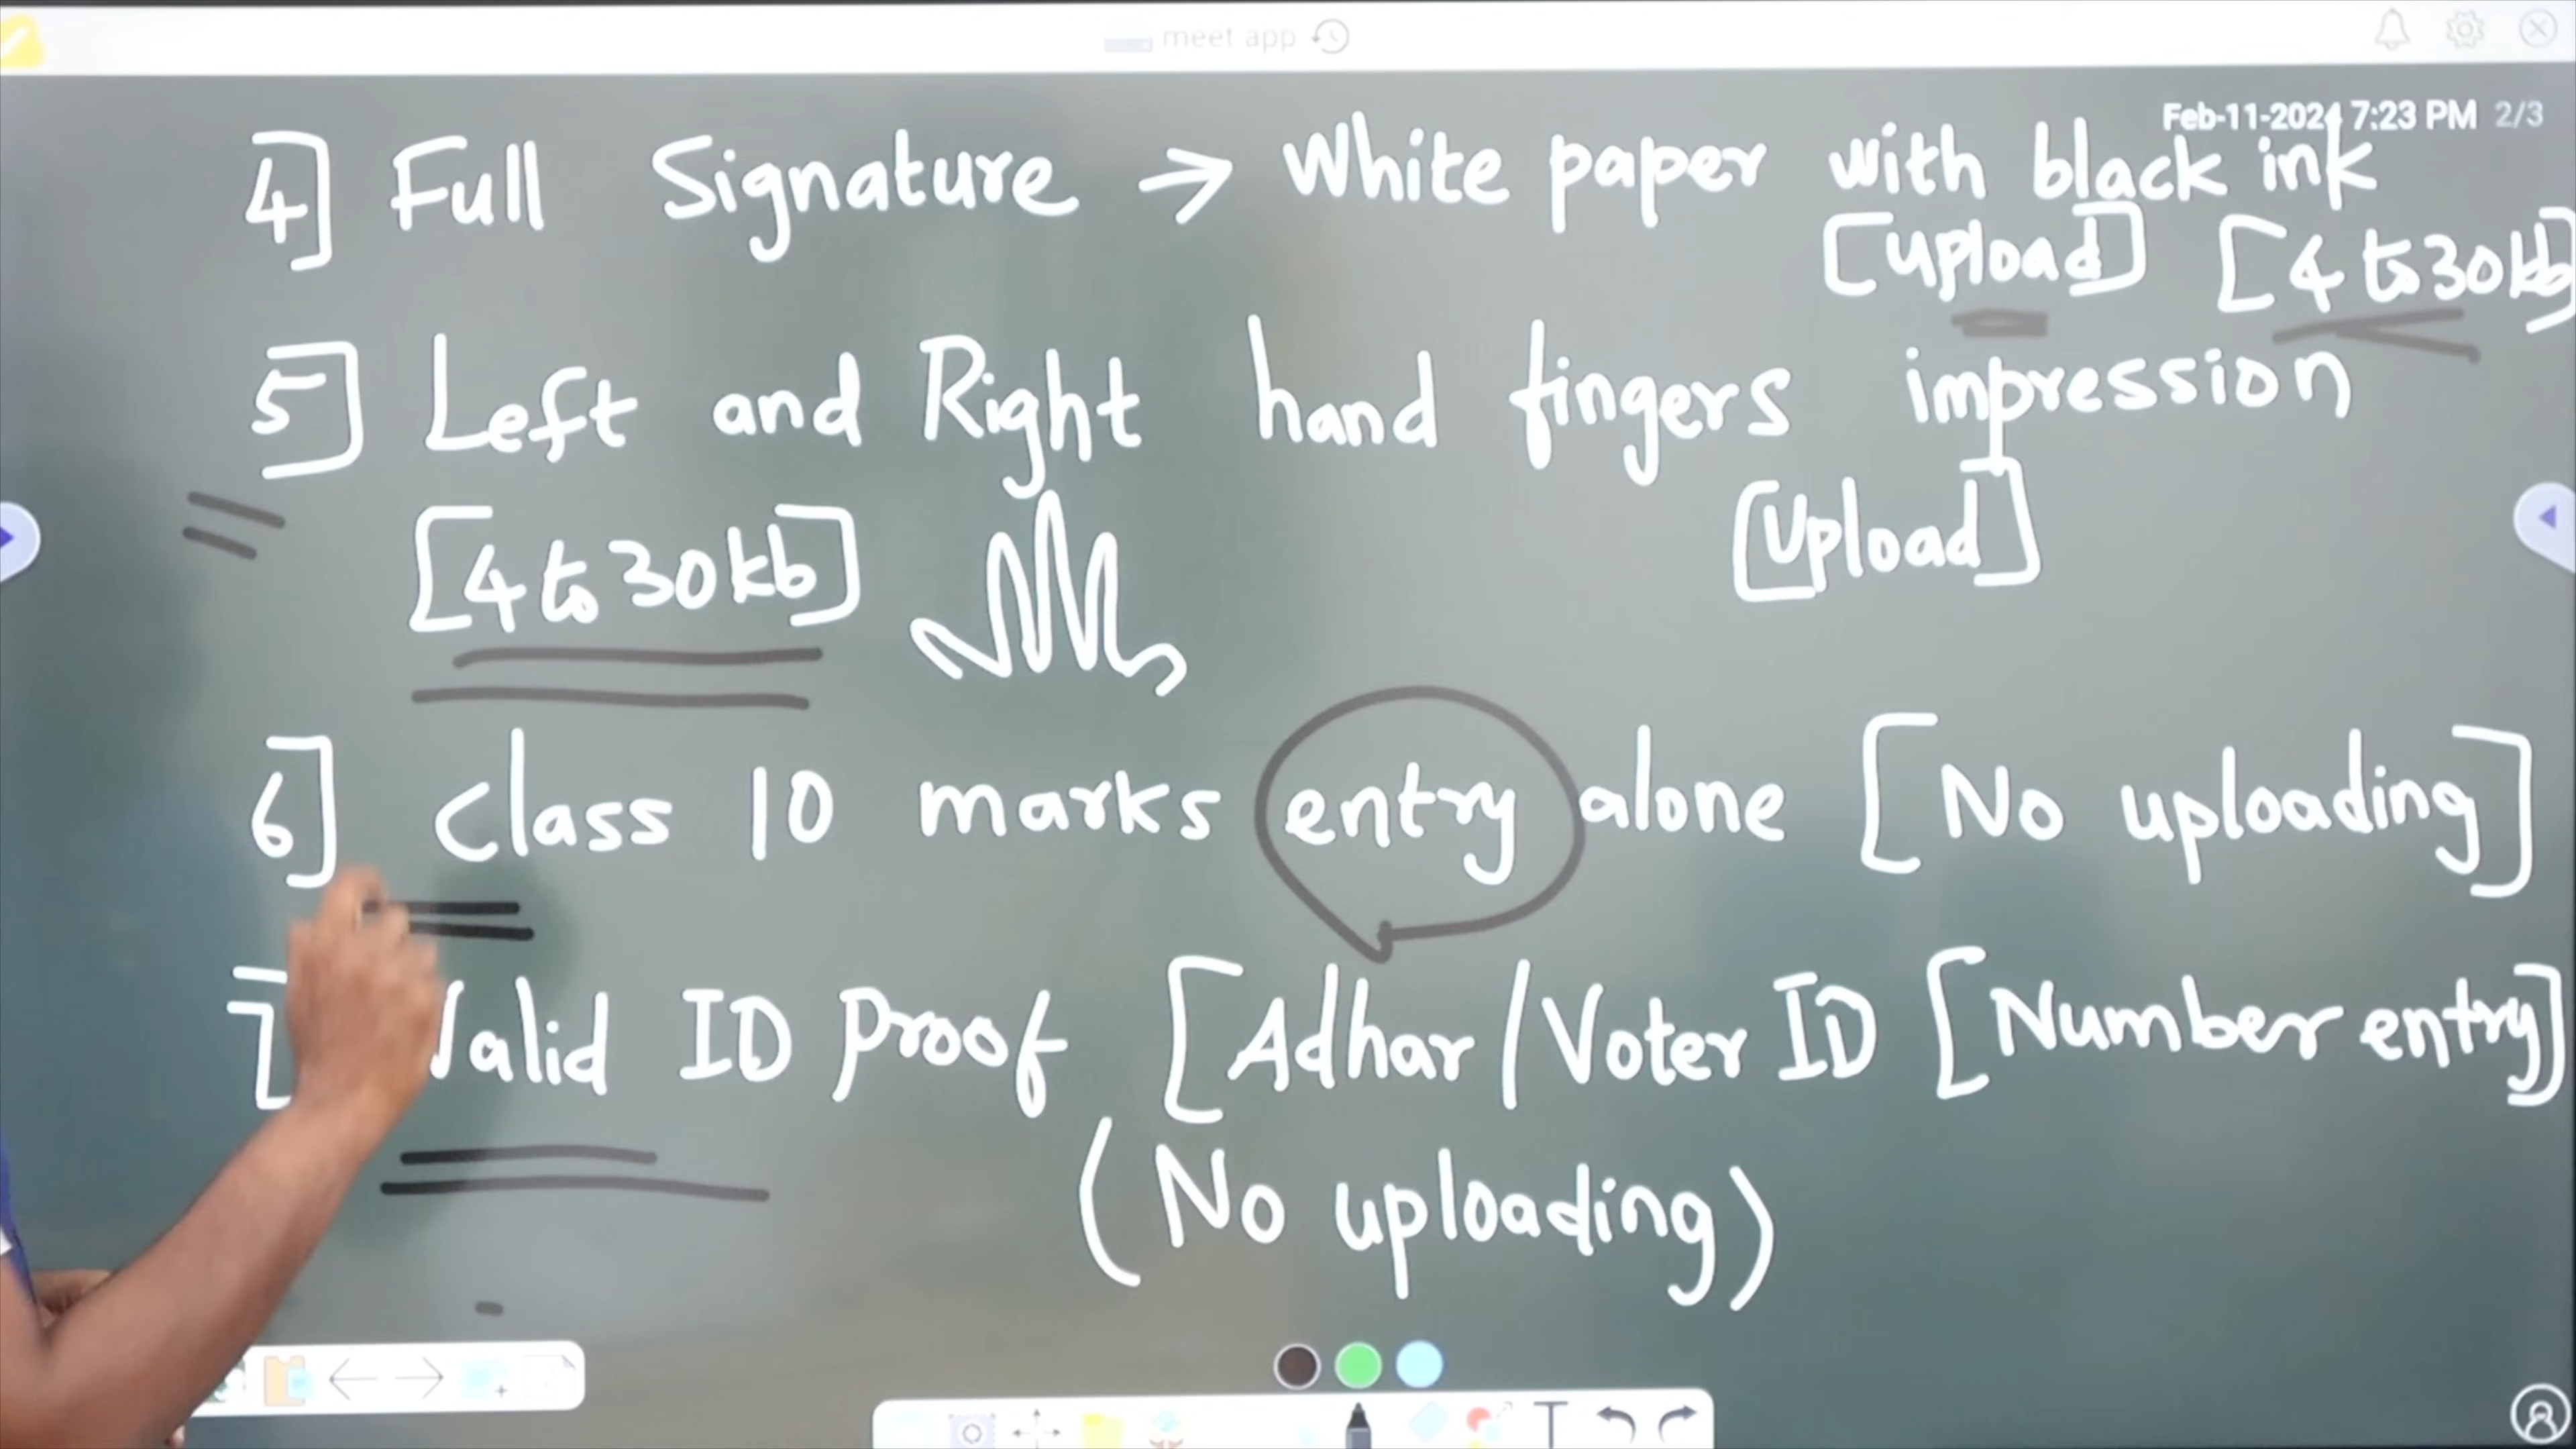 meet app
Feb-11-2024 7:23 PM 2/3
4] Full Signature → White paper with black ink
[upload] [4 to 30kb]
5] Left and Right hand fingers impression
[4 to 30kb] [Upload]
6] Class 10 marks entry alone [No uploading]
7 Valid ID proof [Adhar/Voter ID [Number entry]
(No uploading)
T